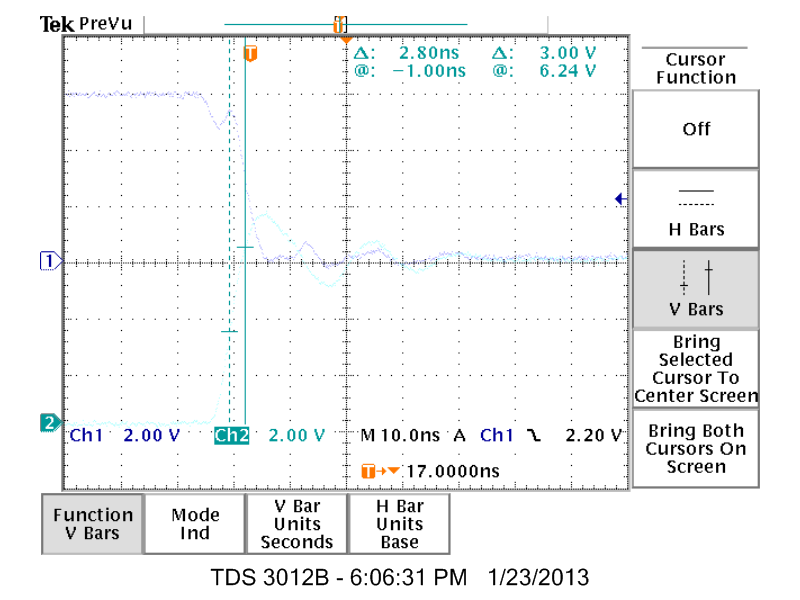 Tek PreVu
T
T
Δ: 2.80ns Δ: 3.00 V
@: −1.00ns @: 6.24 V
1
2
Ch1 2.00 V Ch2 2.00 V M 10.0ns A Ch1 2.20 V
T 17.0000ns
Cursor
Function
Off
H Bars
V Bars
Bring
Selected
Cursor To
Center Screen
Bring Both
Cursors On
Screen
Function
V Bars
Mode
Ind
V Bar
Units
Seconds
H Bar
Units
Base
TDS 3012B - 6:06:31 PM 1/23/2013